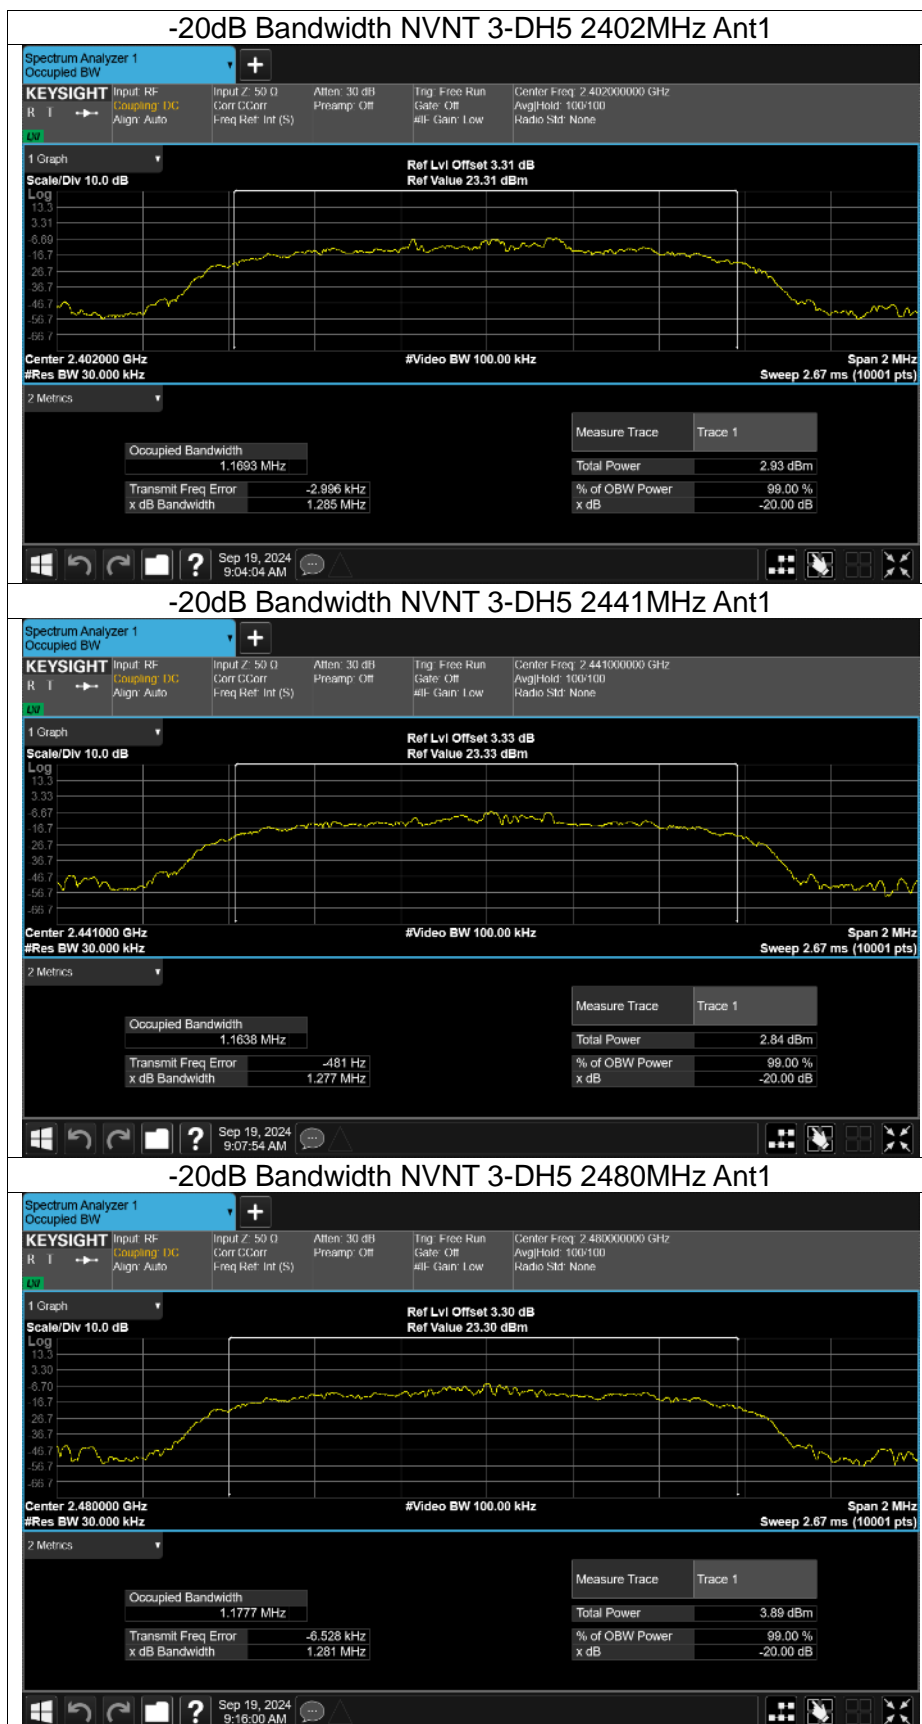 -20dB Bandwidth NVNT 3-DH5 2402MHz Ant1
Spectrum Analyzer 1
Occupied BW
KEYSIGHT Input: RF Input Z: 50 Ω Atten: 30 dB Trig: Free Run Center Freq: 2.402000000 GHz
R T Coupling: DC Corr CCorr Preamp: Off Gate: Off Avg|Hold: 100/100
Align: Auto Freq Ref: Int (S) #IF Gain: Low Radio Std: None
LXI
1 Graph
Ref Lvl Offset 3.31 dB
Scale/Div 10.0 dB Ref Value 23.31 dBm
Log
13.3
3.31
-6.69
-16.7
-26.7
-36.7
-46.7
-56.7
-66.7
Center 2.402000 GHz #Video BW 100.00 kHz Span 2 MHz
#Res BW 30.000 kHz Sweep 2.67 ms (10001 pts)
2 Metrics
Measure Trace Trace 1
Occupied Bandwidth
1.1693 MHz Total Power 2.93 dBm
Transmit Freq Error -2.996 kHz % of OBW Power 99.00 %
x dB Bandwidth 1.285 MHz x dB -20.00 dB
Sep 19, 2024
9:04:04 AM
-20dB Bandwidth NVNT 3-DH5 2441MHz Ant1
Spectrum Analyzer 1
Occupied BW
KEYSIGHT Input: RF Input Z: 50 Ω Atten: 30 dB Trig: Free Run Center Freq: 2.441000000 GHz
R T Coupling: DC Corr CCorr Preamp: Off Gate: Off Avg|Hold: 100/100
Align: Auto Freq Ref: Int (S) #IF Gain: Low Radio Std: None
LXI
1 Graph
Ref Lvl Offset 3.33 dB
Scale/Div 10.0 dB Ref Value 23.33 dBm
Log
13.3
3.33
-6.67
-16.7
-26.7
-36.7
-46.7
-56.7
-66.7
Center 2.441000 GHz #Video BW 100.00 kHz Span 2 MHz
#Res BW 30.000 kHz Sweep 2.67 ms (10001 pts)
2 Metrics
Measure Trace Trace 1
Occupied Bandwidth
1.1638 MHz Total Power 2.84 dBm
Transmit Freq Error -481 Hz % of OBW Power 99.00 %
x dB Bandwidth 1.277 MHz x dB -20.00 dB
Sep 19, 2024
9:07:54 AM
-20dB Bandwidth NVNT 3-DH5 2480MHz Ant1
Spectrum Analyzer 1
Occupied BW
KEYSIGHT Input: RF Input Z: 50 Ω Atten: 30 dB Trig: Free Run Center Freq: 2.480000000 GHz
R T Coupling: DC Corr CCorr Preamp: Off Gate: Off Avg|Hold: 100/100
Align: Auto Freq Ref: Int (S) #IF Gain: Low Radio Std: None
LXI
1 Graph
Ref Lvl Offset 3.30 dB
Scale/Div 10.0 dB Ref Value 23.30 dBm
Log
13.3
3.30
-6.70
-16.7
-26.7
-36.7
-46.7
-56.7
-66.7
Center 2.480000 GHz #Video BW 100.00 kHz Span 2 MHz
#Res BW 30.000 kHz Sweep 2.67 ms (10001 pts)
2 Metrics
Measure Trace Trace 1
Occupied Bandwidth
1.1777 MHz Total Power 3.89 dBm
Transmit Freq Error -6.528 kHz % of OBW Power 99.00 %
x dB Bandwidth 1.281 MHz x dB -20.00 dB
Sep 19, 2024
9:16:00 AM